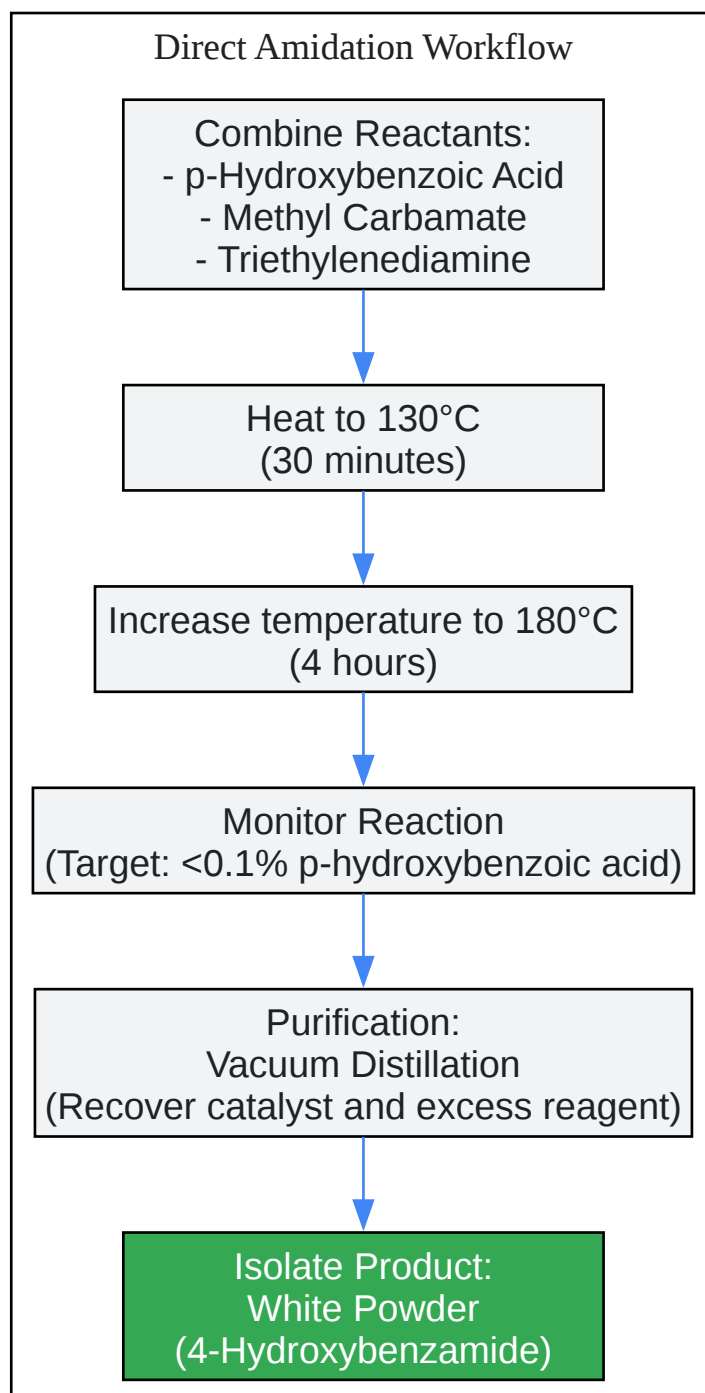 Direct Amidation Workflow
Combine Reactants:
- p-Hydroxybenzoic Acid
- Methyl Carbamate
- Triethylenediamine
Heat to 130°C
(30 minutes)
Increase temperature to 180°C
(4 hours)
Monitor Reaction
(Target: <0.1% p-hydroxybenzoic acid)
Purification:
Vacuum Distillation
(Recover catalyst and excess reagent)
Isolate Product:
White Powder
(4-Hydroxybenzamide)